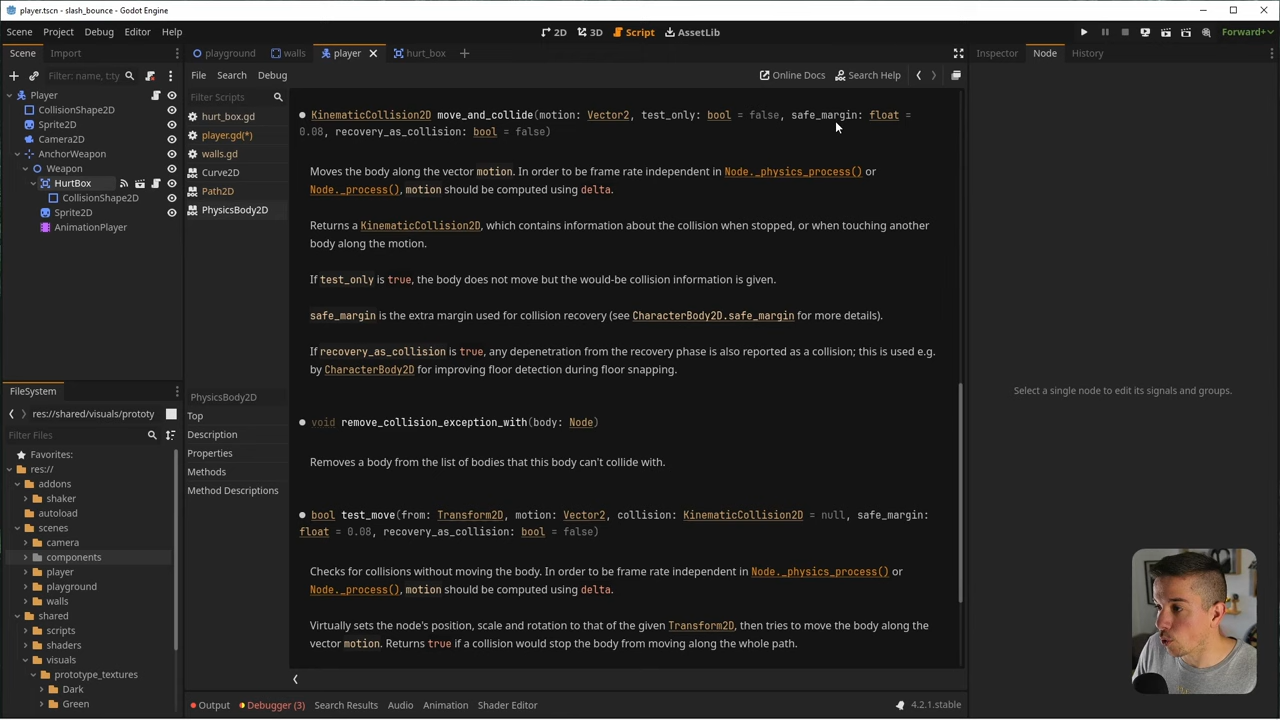 player.tscn - slash_bounce - Godot Engine
Scene Project Debug Editor Help
2D 3D Script AssetLib
Forward+
Scene Import
playground walls player hurt_box
Inspector Node History
Filter: name, t:ty
File Search Debug
Online Docs Search Help
Player
CollisionShape2D
Sprite2D
Camera2D
AnchorWeapon
Weapon
HurtBox
CollisionShape2D
Sprite2D
AnimationPlayer
Filter Scripts
hurt_box.gd
player.gd(*)
walls.gd
Curve2D
Path2D
PhysicsBody2D
PhysicsBody2D
Top
Description
Properties
Methods
Method Descriptions
KinematicCollision2D move_and_collide(motion: Vector2, test_only: bool = false, safe_margin: float =
0.08, recovery_as_collision: bool = false)
Moves the body along the vector motion. In order to be frame rate independent in Node._physics_process() or
Node._process(), motion should be computed using delta.
Returns a KinematicCollision2D, which contains information about the collision when stopped, or when touching another
body along the motion.
If test_only is true, the body does not move but the would-be collision information is given.
safe_margin is the extra margin used for collision recovery (see CharacterBody2D.safe_margin for more details).
If recovery_as_collision is true, any depenetration from the recovery phase is also reported as a collision; this is used e.g.
by CharacterBody2D for improving floor detection during floor snapping.
void remove_collision_exception_with(body: Node)
Removes a body from the list of bodies that this body can't collide with.
bool test_move(from: Transform2D, motion: Vector2, collision: KinematicCollision2D = null, safe_margin:
float = 0.08, recovery_as_collision: bool = false)
Checks for collisions without moving the body. In order to be frame rate independent in Node._physics_process() or
Node._process(), motion should be computed using delta.
Virtually sets the node's position, scale and rotation to that of the given Transform2D, then tries to move the body along the
vector motion. Returns true if a collision would stop the body from moving along the whole path.
Select a single node to edit its signals and groups.
FileSystem
res://shared/visuals/prototy
Filter Files
Favorites:
res://
addons
shaker
autoload
scenes
camera
components
player
playground
walls
shared
scripts
shaders
visuals
prototype_textures
Dark
Green
Output Debugger (3) Search Results Audio Animation Shader Editor
4.2.1.stable